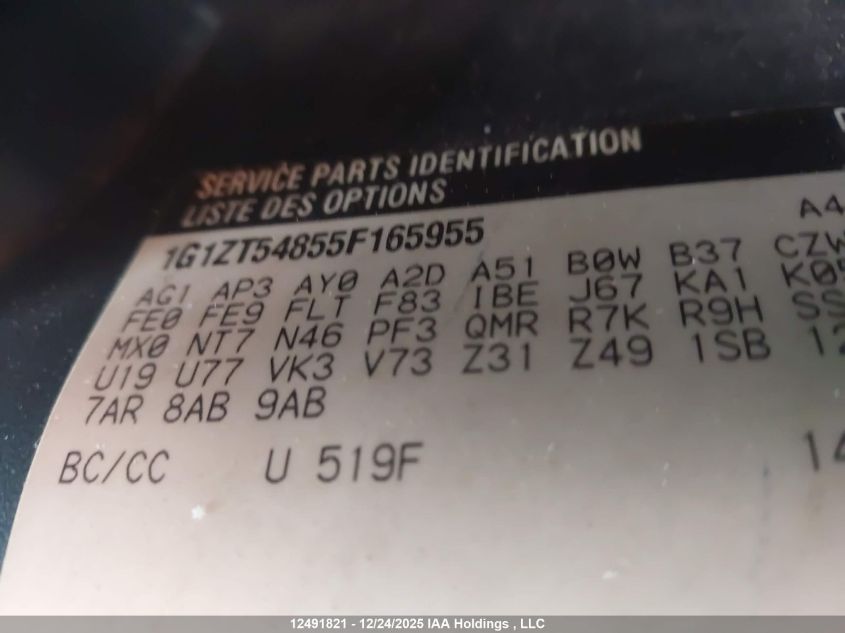 SERVICE PARTS IDENTIFICATION
LISTE DES OPTIONS
1G1ZT54855F165955
AG1 AP3 AY0 A2D A51 B0W B37 CZW
FE0 FE9 FLT F83 IBE J67 KA1
MX0 NT7 N46 PF3 QMR R7K R9H
U19 U77 VK3 V73 Z31 Z49 1SB
7AR 8AB 9AB
BC/CC U 519F
12491821 - 12/24/2025 IAA Holdings , LLC